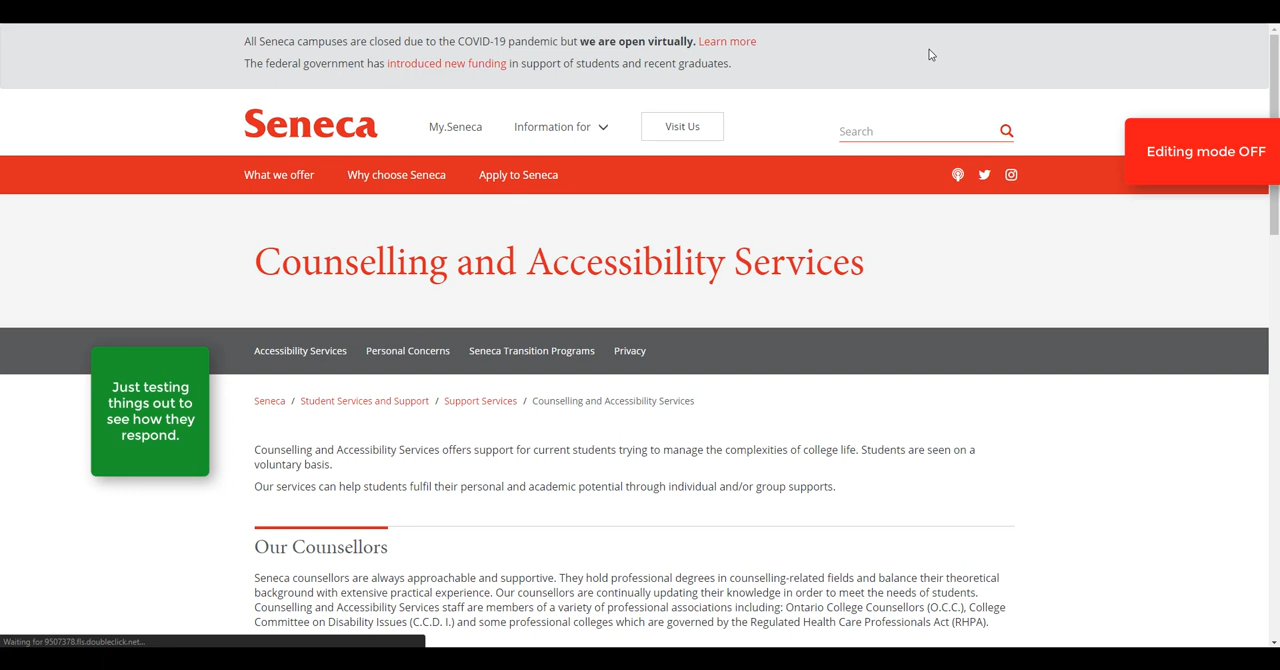 All Seneca campuses are closed due to the COVID-19 pandemic but we are open virtually. Learn more
The federal government has introduced new funding in support of students and recent graduates.
Seneca
My.Seneca
Information for
Visit Us
Search
Editing mode OFF
What we offer
Why choose Seneca
Apply to Seneca
Counselling and Accessibility Services
Accessibility Services
Personal Concerns
Seneca Transition Programs
Privacy
Just testing
things out to
see how they
respond.
Seneca / Student Services and Support / Support Services / Counselling and Accessibility Services
Counselling and Accessibility Services offers support for current students trying to manage the complexities of college life. Students are seen on a
voluntary basis.
Our services can help students fulfil their personal and academic potential through individual and/or group supports.
Our Counsellors
Seneca counsellors are always approachable and supportive. They hold professional degrees in counselling-related fields and balance their theoretical
background with extensive practical experience. Our counsellors are continually updating their knowledge in order to meet the needs of students.
Counselling and Accessibility Services staff are members of a variety of professional associations including: Ontario College Counsellors (O.C.C.), College
Committee on Disability Issues (C.C.D. I.) and some professional colleges which are governed by the Regulated Health Care Professionals Act (RHPA).
Waiting for 9507378.fls.doubleclick.net...